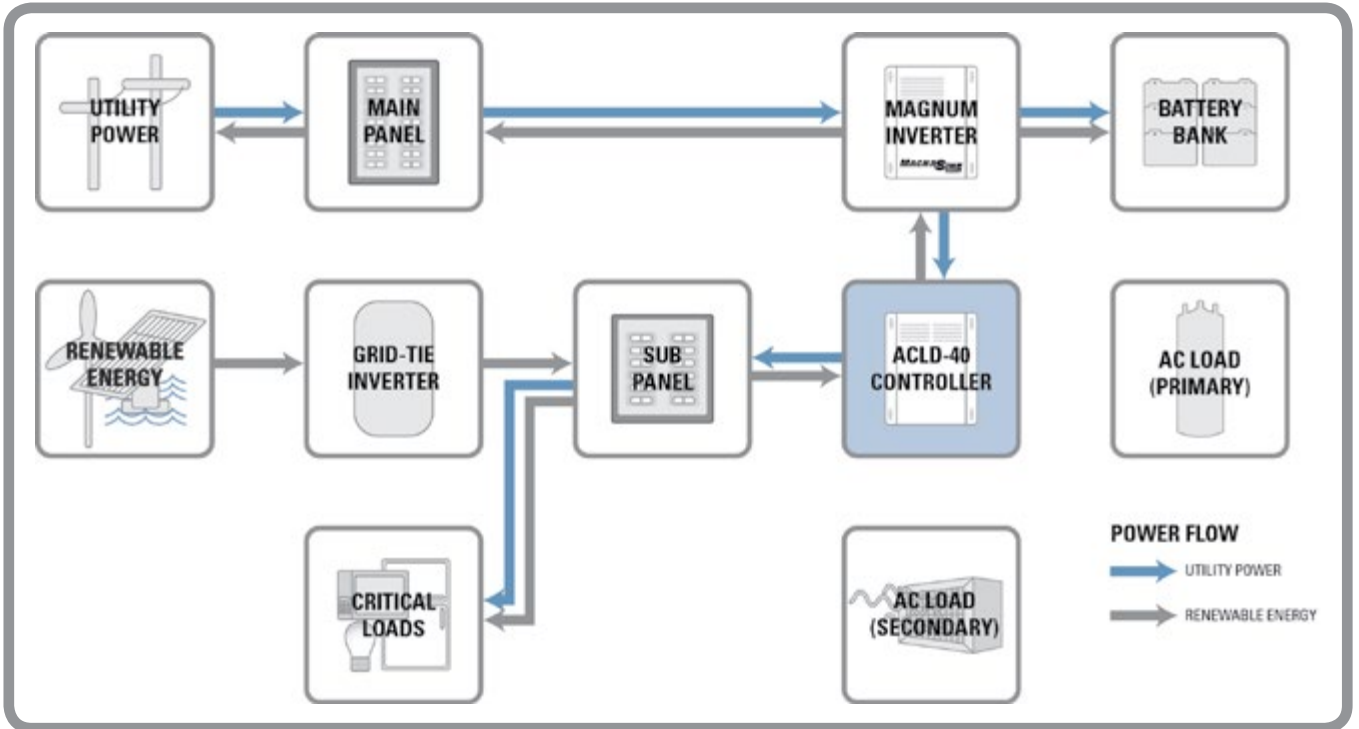 UTILITY
POWER
MAIN
PANEL
MAGNUM
INVERTER
MAGNASINE
BATTERY
BANK
RENEWABLE
ENERGY
GRID-TIE
INVERTER
SUB
PANEL
ACLD-40
CONTROLLER
AC LOAD
(PRIMARY)
CRITICAL
LOADS
AC LOAD
(SECONDARY)
POWER FLOW
UTILITY POWER
RENEWABLE ENERGY